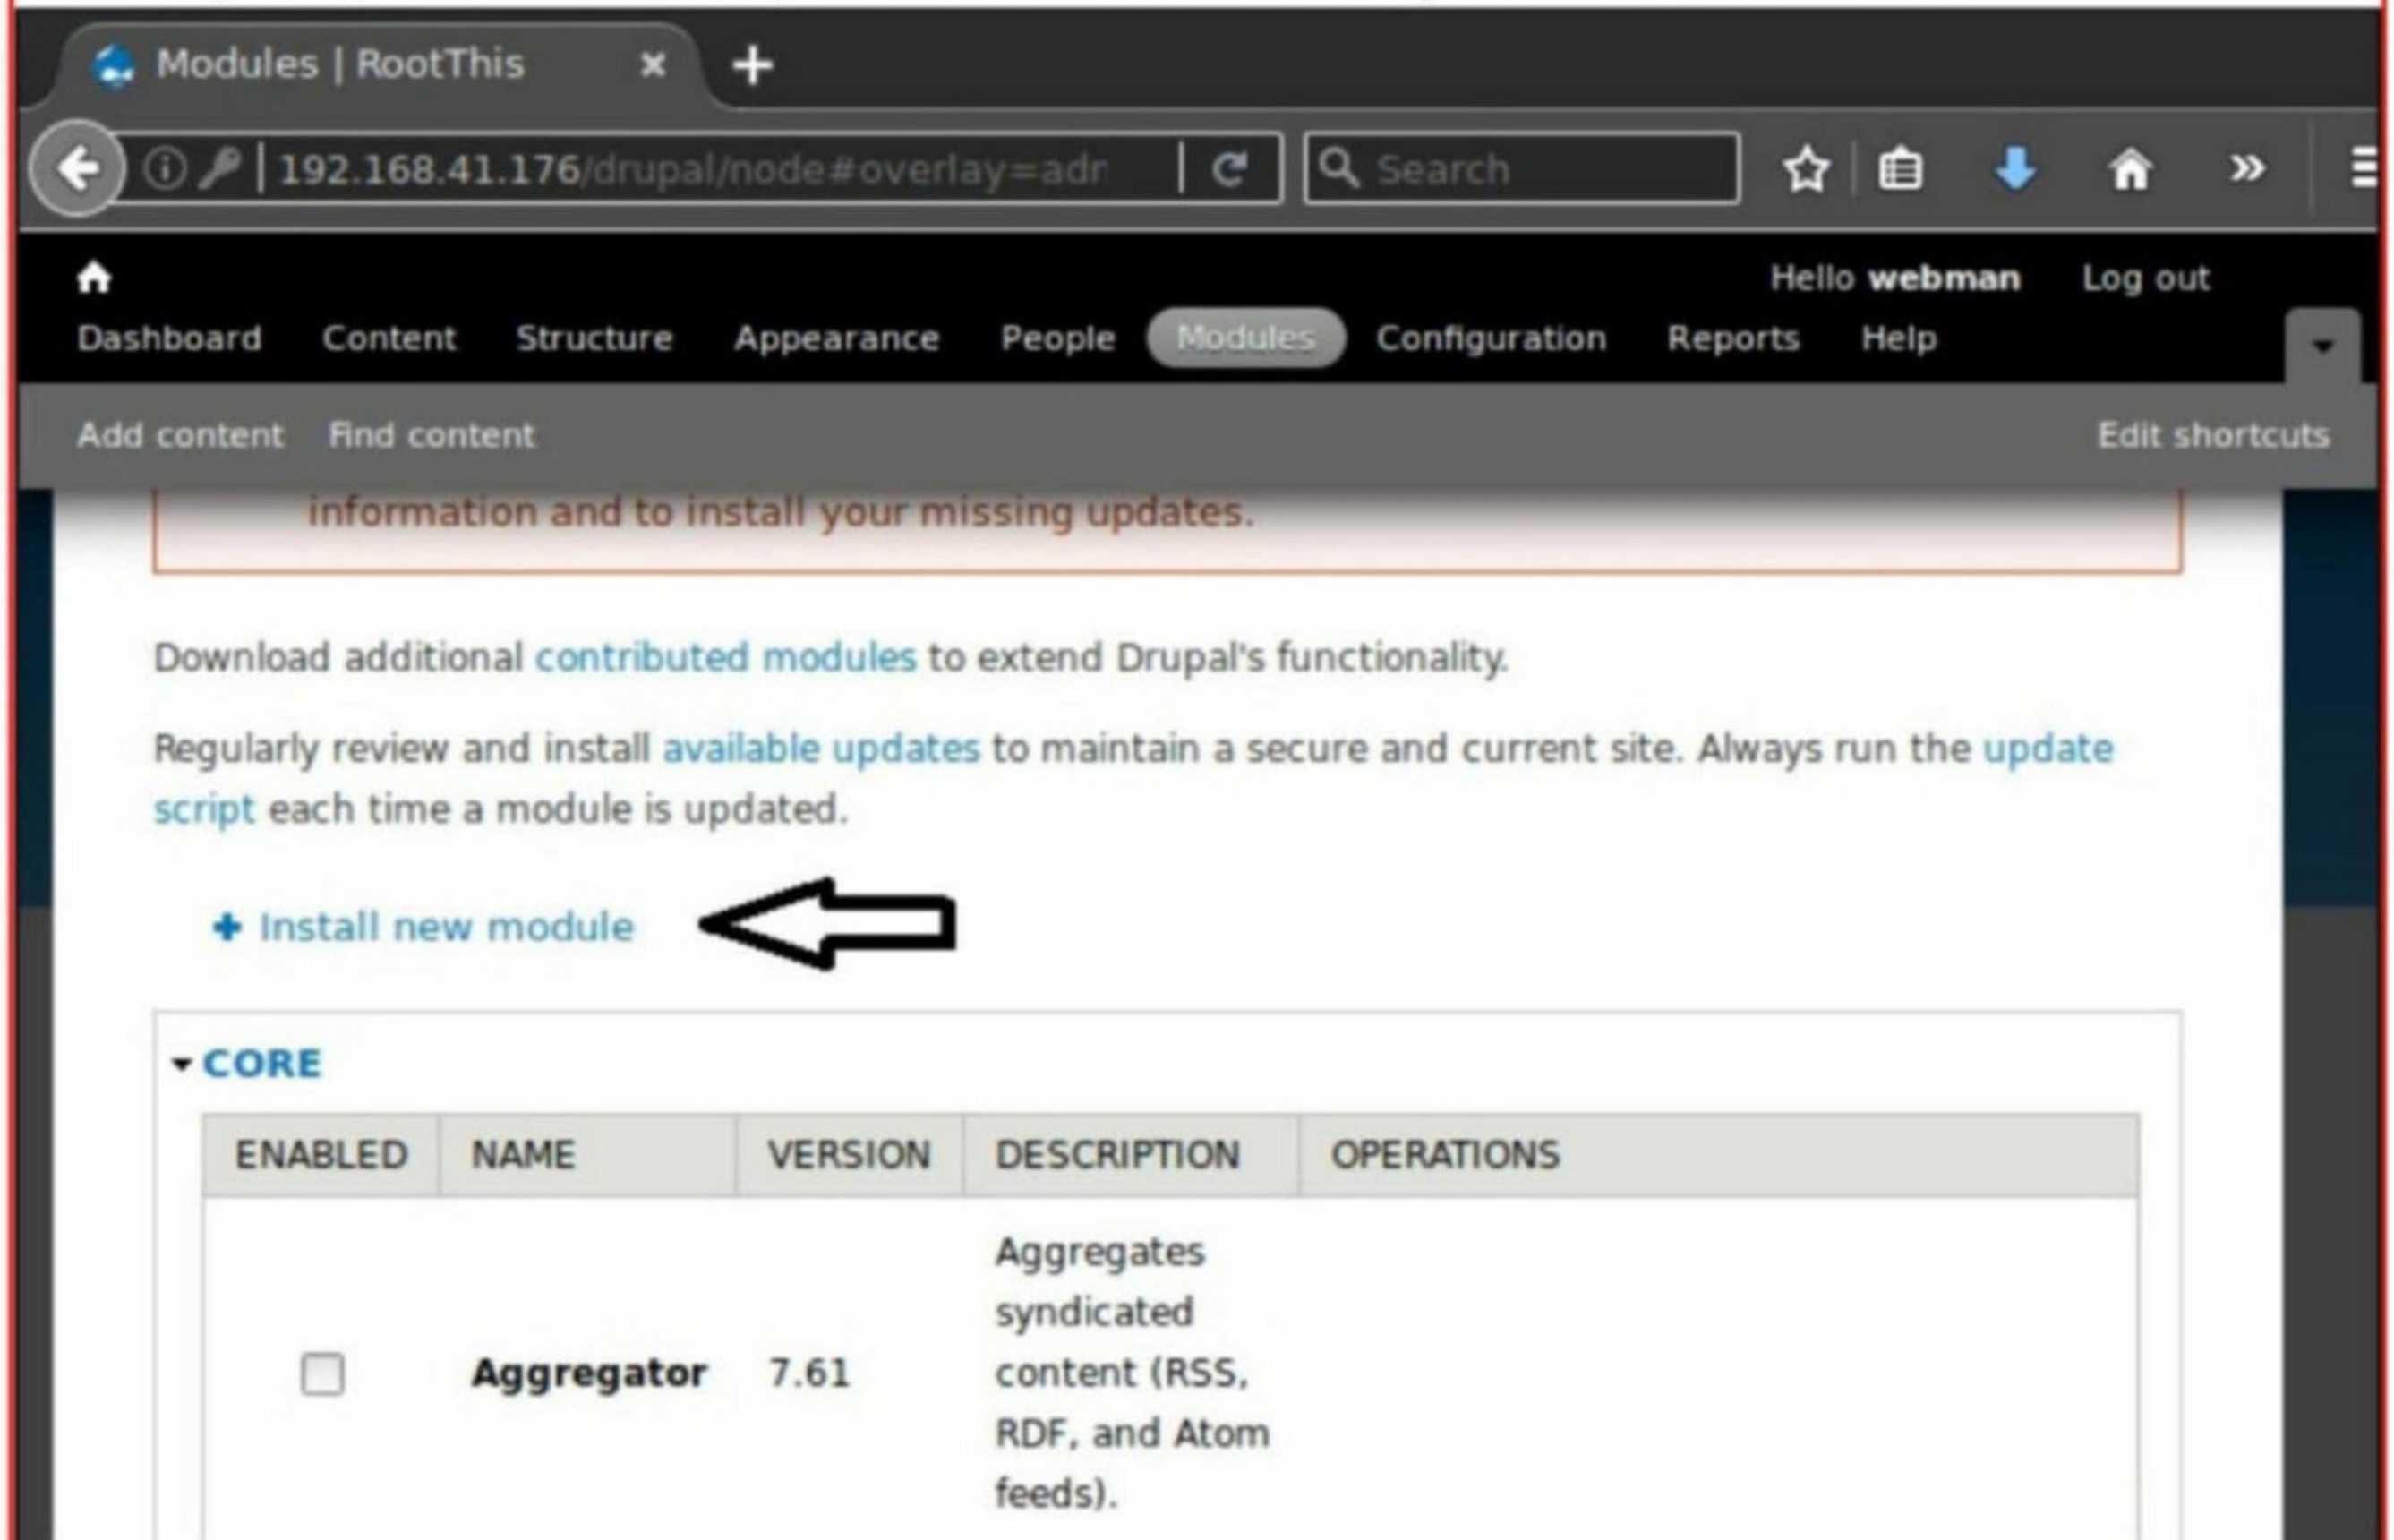 Modules | RootThis
192.168.41.176/drupal/node#overlay=adr
Search
Hello webman Log out
Dashboard Content Structure Appearance People Modules Configuration Reports Help
Add content Find content Edit shortcuts
information and to install your missing updates.
Download additional contributed modules to extend Drupal's functionality.
Regularly review and install available updates to maintain a secure and current site. Always run the update
script each time a module is updated.
Install new module
CORE
ENABLED NAME VERSION DESCRIPTION OPERATIONS
Aggregates
syndicated
Aggregator 7.61 content (RSS,
RDF, and Atom
feeds).